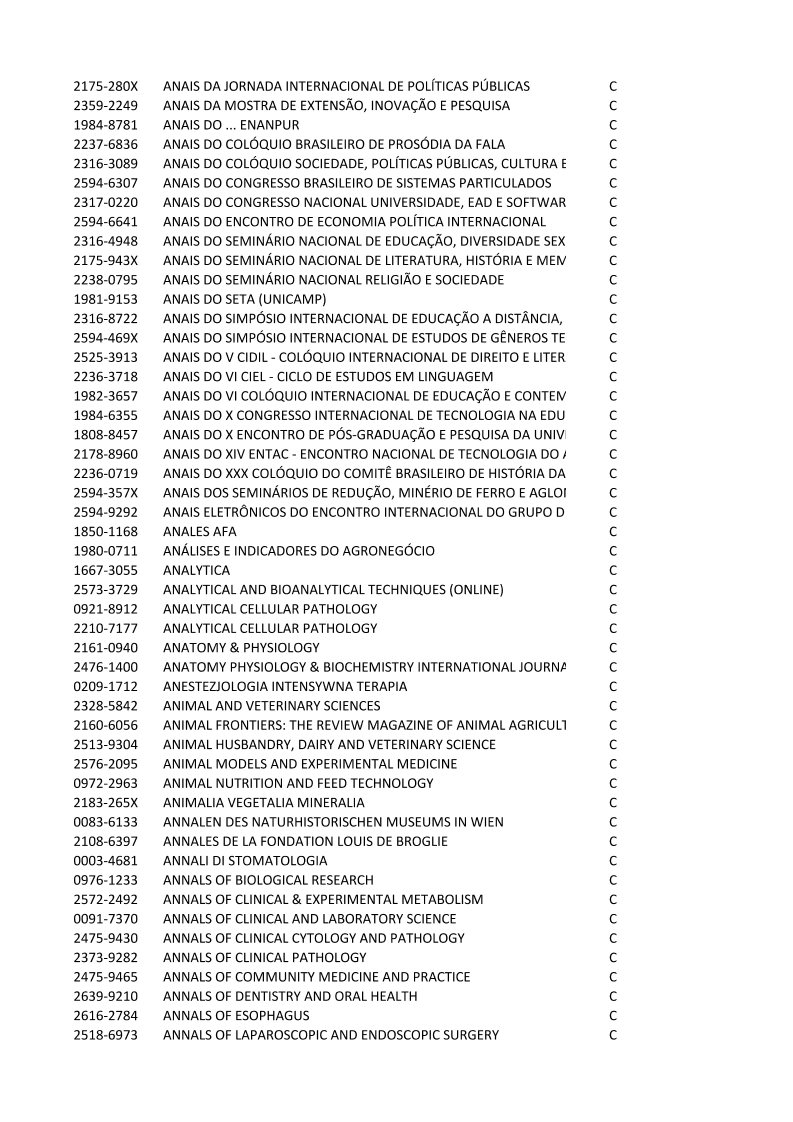 2175-280X ANAIS DA JORNADA INTERNACIONAL DE POLÍTICAS PÚBLICAS C
2359-2249 ANAIS DA MOSTRA DE EXTENSÃO, INOVAÇÃO E PESQUISA C
1984-8781 ANAIS DO ... ENANPUR C
2237-6836 ANAIS DO COLÓQUIO BRASILEIRO DE PROSÓDIA DA FALA C
2316-3089 ANAIS DO COLÓQUIO SOCIEDADE, POLÍTICAS PÚBLICAS, CULTURA E C
2594-6307 ANAIS DO CONGRESSO BRASILEIRO DE SISTEMAS PARTICULADOS C
2317-0220 ANAIS DO CONGRESSO NACIONAL UNIVERSIDADE, EAD E SOFTWAR C
2594-6641 ANAIS DO ENCONTRO DE ECONOMIA POLÍTICA INTERNACIONAL C
2316-4948 ANAIS DO SEMINÁRIO NACIONAL DE EDUCAÇÃO, DIVERSIDADE SEX C
2175-943X ANAIS DO SEMINÁRIO NACIONAL DE LITERATURA, HISTÓRIA E MEM C
2238-0795 ANAIS DO SEMINÁRIO NACIONAL RELIGIÃO E SOCIEDADE C
1981-9153 ANAIS DO SETA (UNICAMP) C
2316-8722 ANAIS DO SIMPÓSIO INTERNACIONAL DE EDUCAÇÃO A DISTÂNCIA, C
2594-469X ANAIS DO SIMPÓSIO INTERNACIONAL DE ESTUDOS DE GÊNEROS TE C
2525-3913 ANAIS DO V CIDIL - COLÓQUIO INTERNACIONAL DE DIREITO E LITER C
2236-3718 ANAIS DO VI CIEL - CICLO DE ESTUDOS EM LINGUAGEM C
1982-3657 ANAIS DO VI COLÓQUIO INTERNACIONAL DE EDUCAÇÃO E CONTEM C
1984-6355 ANAIS DO X CONGRESSO INTERNACIONAL DE TECNOLOGIA NA EDU C
1808-8457 ANAIS DO X ENCONTRO DE PÓS-GRADUAÇÃO E PESQUISA DA UNIV C
2178-8960 ANAIS DO XIV ENTAC - ENCONTRO NACIONAL DE TECNOLOGIA DO A C
2236-0719 ANAIS DO XXX COLÓQUIO DO COMITÊ BRASILEIRO DE HISTÓRIA DA C
2594-357X ANAIS DOS SEMINÁRIOS DE REDUÇÃO, MINÉRIO DE FERRO E AGLO C
2594-9292 ANAIS ELETRÔNICOS DO ENCONTRO INTERNACIONAL DO GRUPO D C
1850-1168 ANALES AFA C
1980-0711 ANÁLISES E INDICADORES DO AGRONEGÓCIO C
1667-3055 ANALYTICA C
2573-3729 ANALYTICAL AND BIOANALYTICAL TECHNIQUES (ONLINE) C
0921-8912 ANALYTICAL CELLULAR PATHOLOGY C
2210-7177 ANALYTICAL CELLULAR PATHOLOGY C
2161-0940 ANATOMY & PHYSIOLOGY C
2476-1400 ANATOMY PHYSIOLOGY & BIOCHEMISTRY INTERNATIONAL JOURNA C
0209-1712 ANESTEZJOLOGIA INTENSYWNA TERAPIA C
2328-5842 ANIMAL AND VETERINARY SCIENCES C
2160-6056 ANIMAL FRONTIERS: THE REVIEW MAGAZINE OF ANIMAL AGRICULT C
2513-9304 ANIMAL HUSBANDRY, DAIRY AND VETERINARY SCIENCE C
2576-2095 ANIMAL MODELS AND EXPERIMENTAL MEDICINE C
0972-2963 ANIMAL NUTRITION AND FEED TECHNOLOGY C
2183-265X ANIMALIA VEGETALIA MINERALIA C
0083-6133 ANNALEN DES NATURHISTORISCHEN MUSEUMS IN WIEN C
2108-6397 ANNALES DE LA FONDATION LOUIS DE BROGLIE C
0003-4681 ANNALI DI STOMATOLOGIA C
0976-1233 ANNALS OF BIOLOGICAL RESEARCH C
2572-2492 ANNALS OF CLINICAL & EXPERIMENTAL METABOLISM C
0091-7370 ANNALS OF CLINICAL AND LABORATORY SCIENCE C
2475-9430 ANNALS OF CLINICAL CYTOLOGY AND PATHOLOGY C
2373-9282 ANNALS OF CLINICAL PATHOLOGY C
2475-9465 ANNALS OF COMMUNITY MEDICINE AND PRACTICE C
2639-9210 ANNALS OF DENTISTRY AND ORAL HEALTH C
2616-2784 ANNALS OF ESOPHAGUS C
2518-6973 ANNALS OF LAPAROSCOPIC AND ENDOSCOPIC SURGERY C